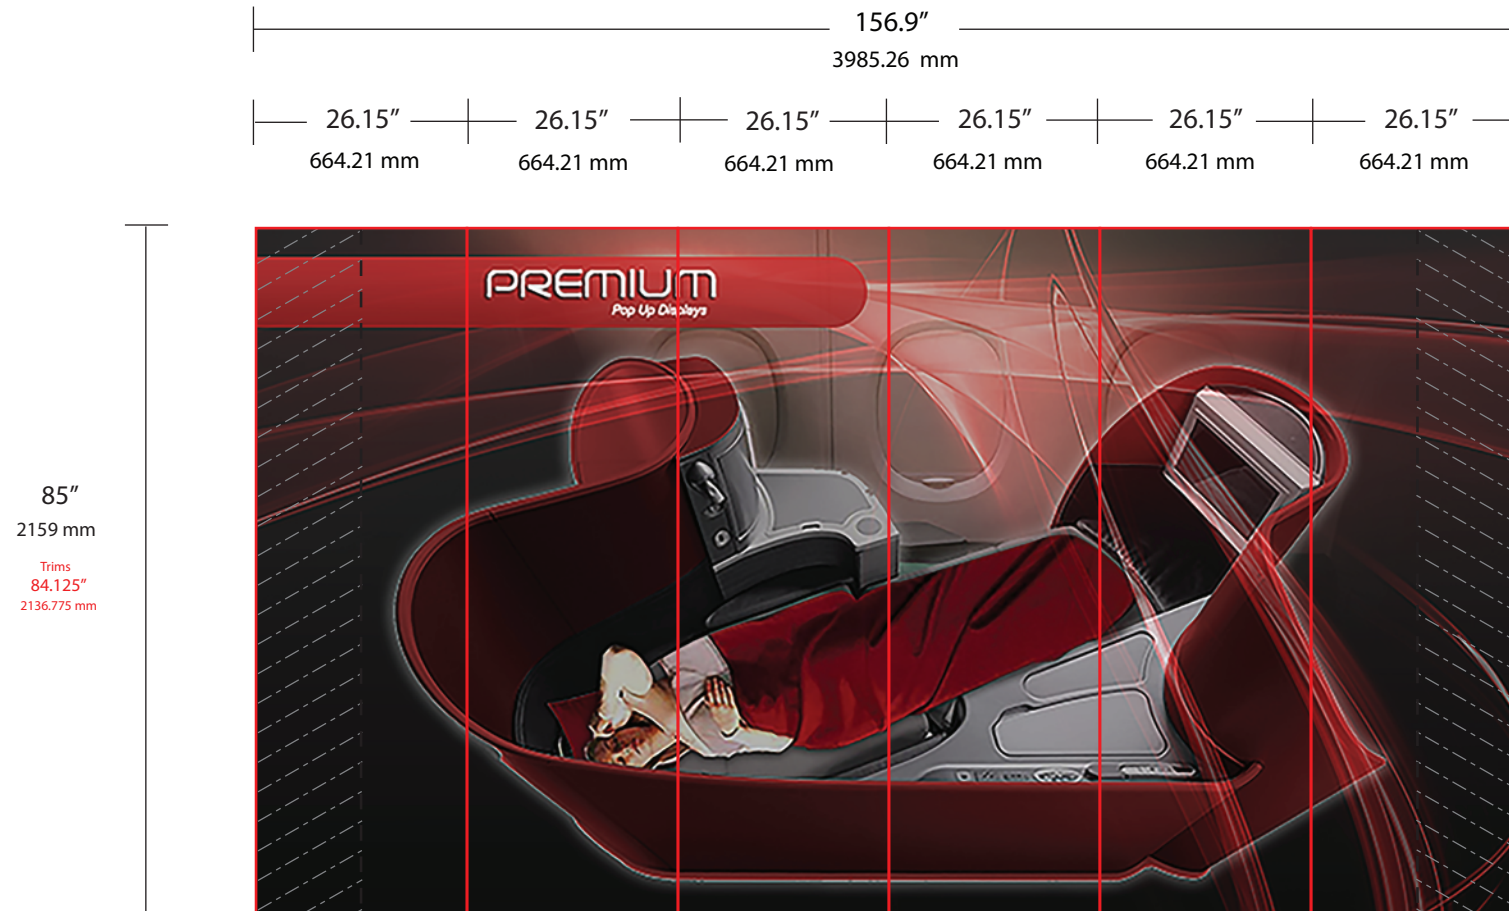 156.9”
3985.26 mm
26.15” 26.15” 26.15” 26.15” 26.15” 26.15”
664.21 mm 664.21 mm 664.21 mm 664.21 mm 664.21 mm 664.21 mm
PREMIUM
Pop Up Displays
85”
2159 mm
Trims
84.125”
2136.775 mm